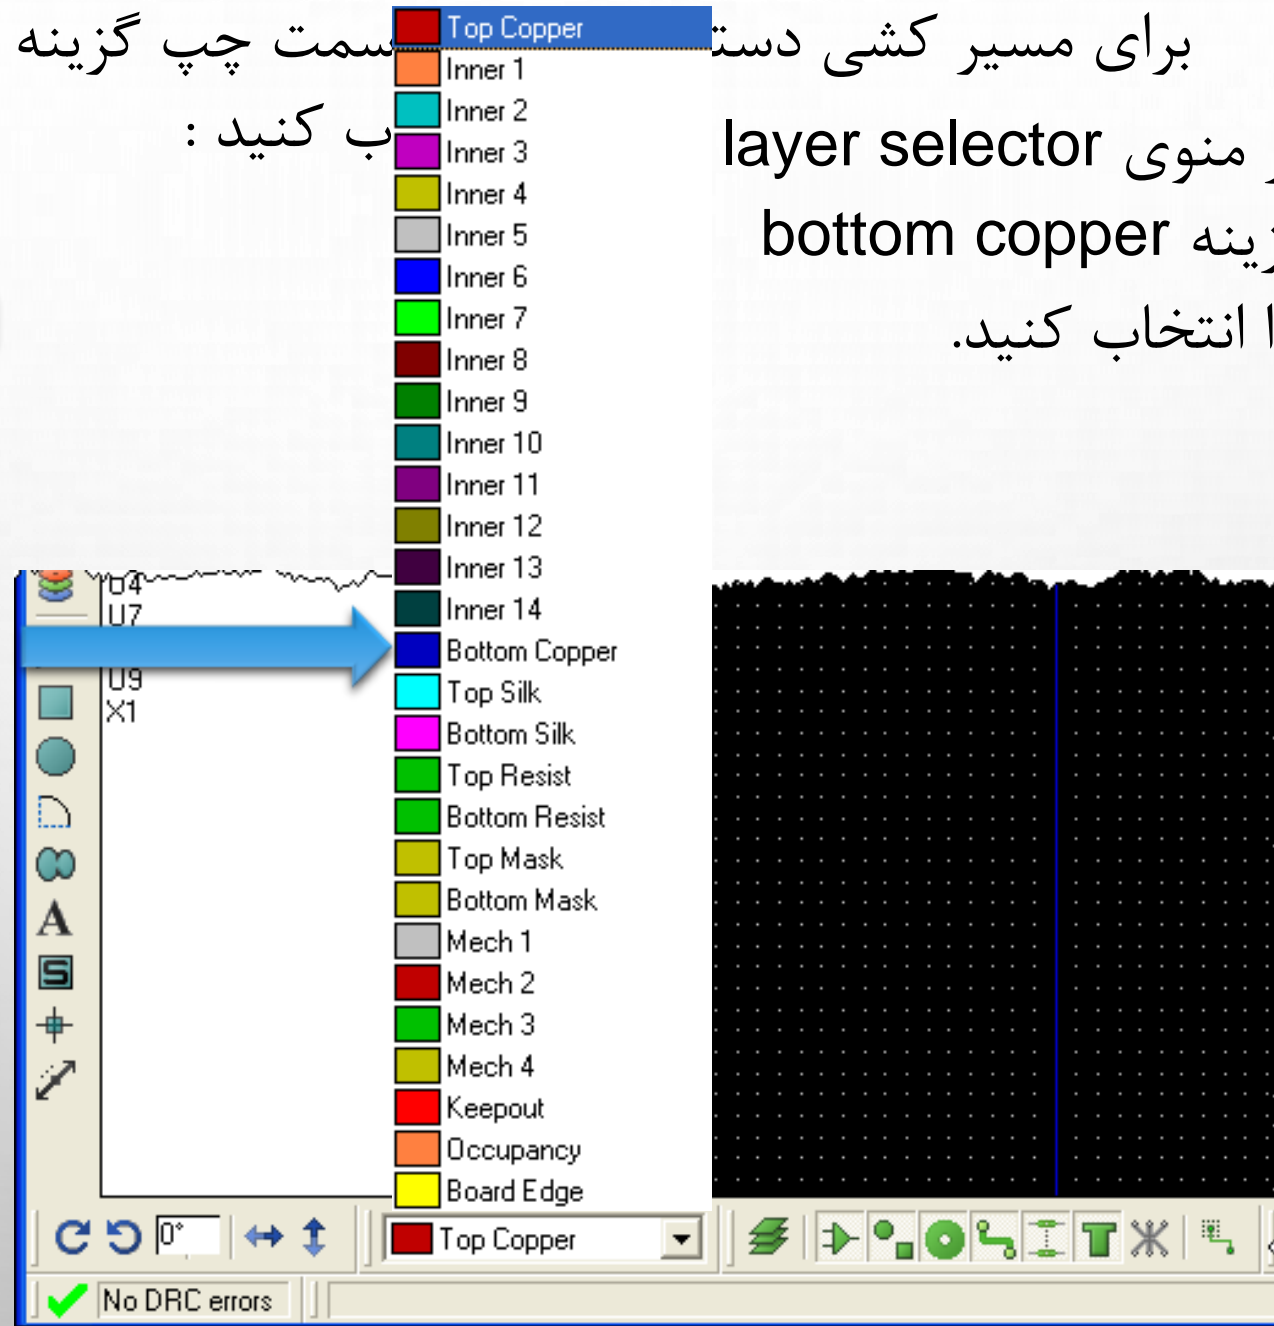 برای مسیر کشی سمت چپ گزینه
کنید :
منوی layer selector
bottom copper
انتخاب کنید.
Top Copper
Inner 1
Inner 2
Inner 3
Inner 4
Inner 5
Inner 6
Inner 7
Inner 8
Inner 9
Inner 10
Inner 11
Inner 12
Inner 13
Inner 14
Bottom Copper
Top Silk
Bottom Silk
Top Resist
Bottom Resist
Top Mask
Bottom Mask
Mech 1
Mech 2
Mech 3
Mech 4
Keepout
Occupancy
Board Edge
U4
U7
U9
X1
A
S
0°
Top Copper
T
No DRC errors